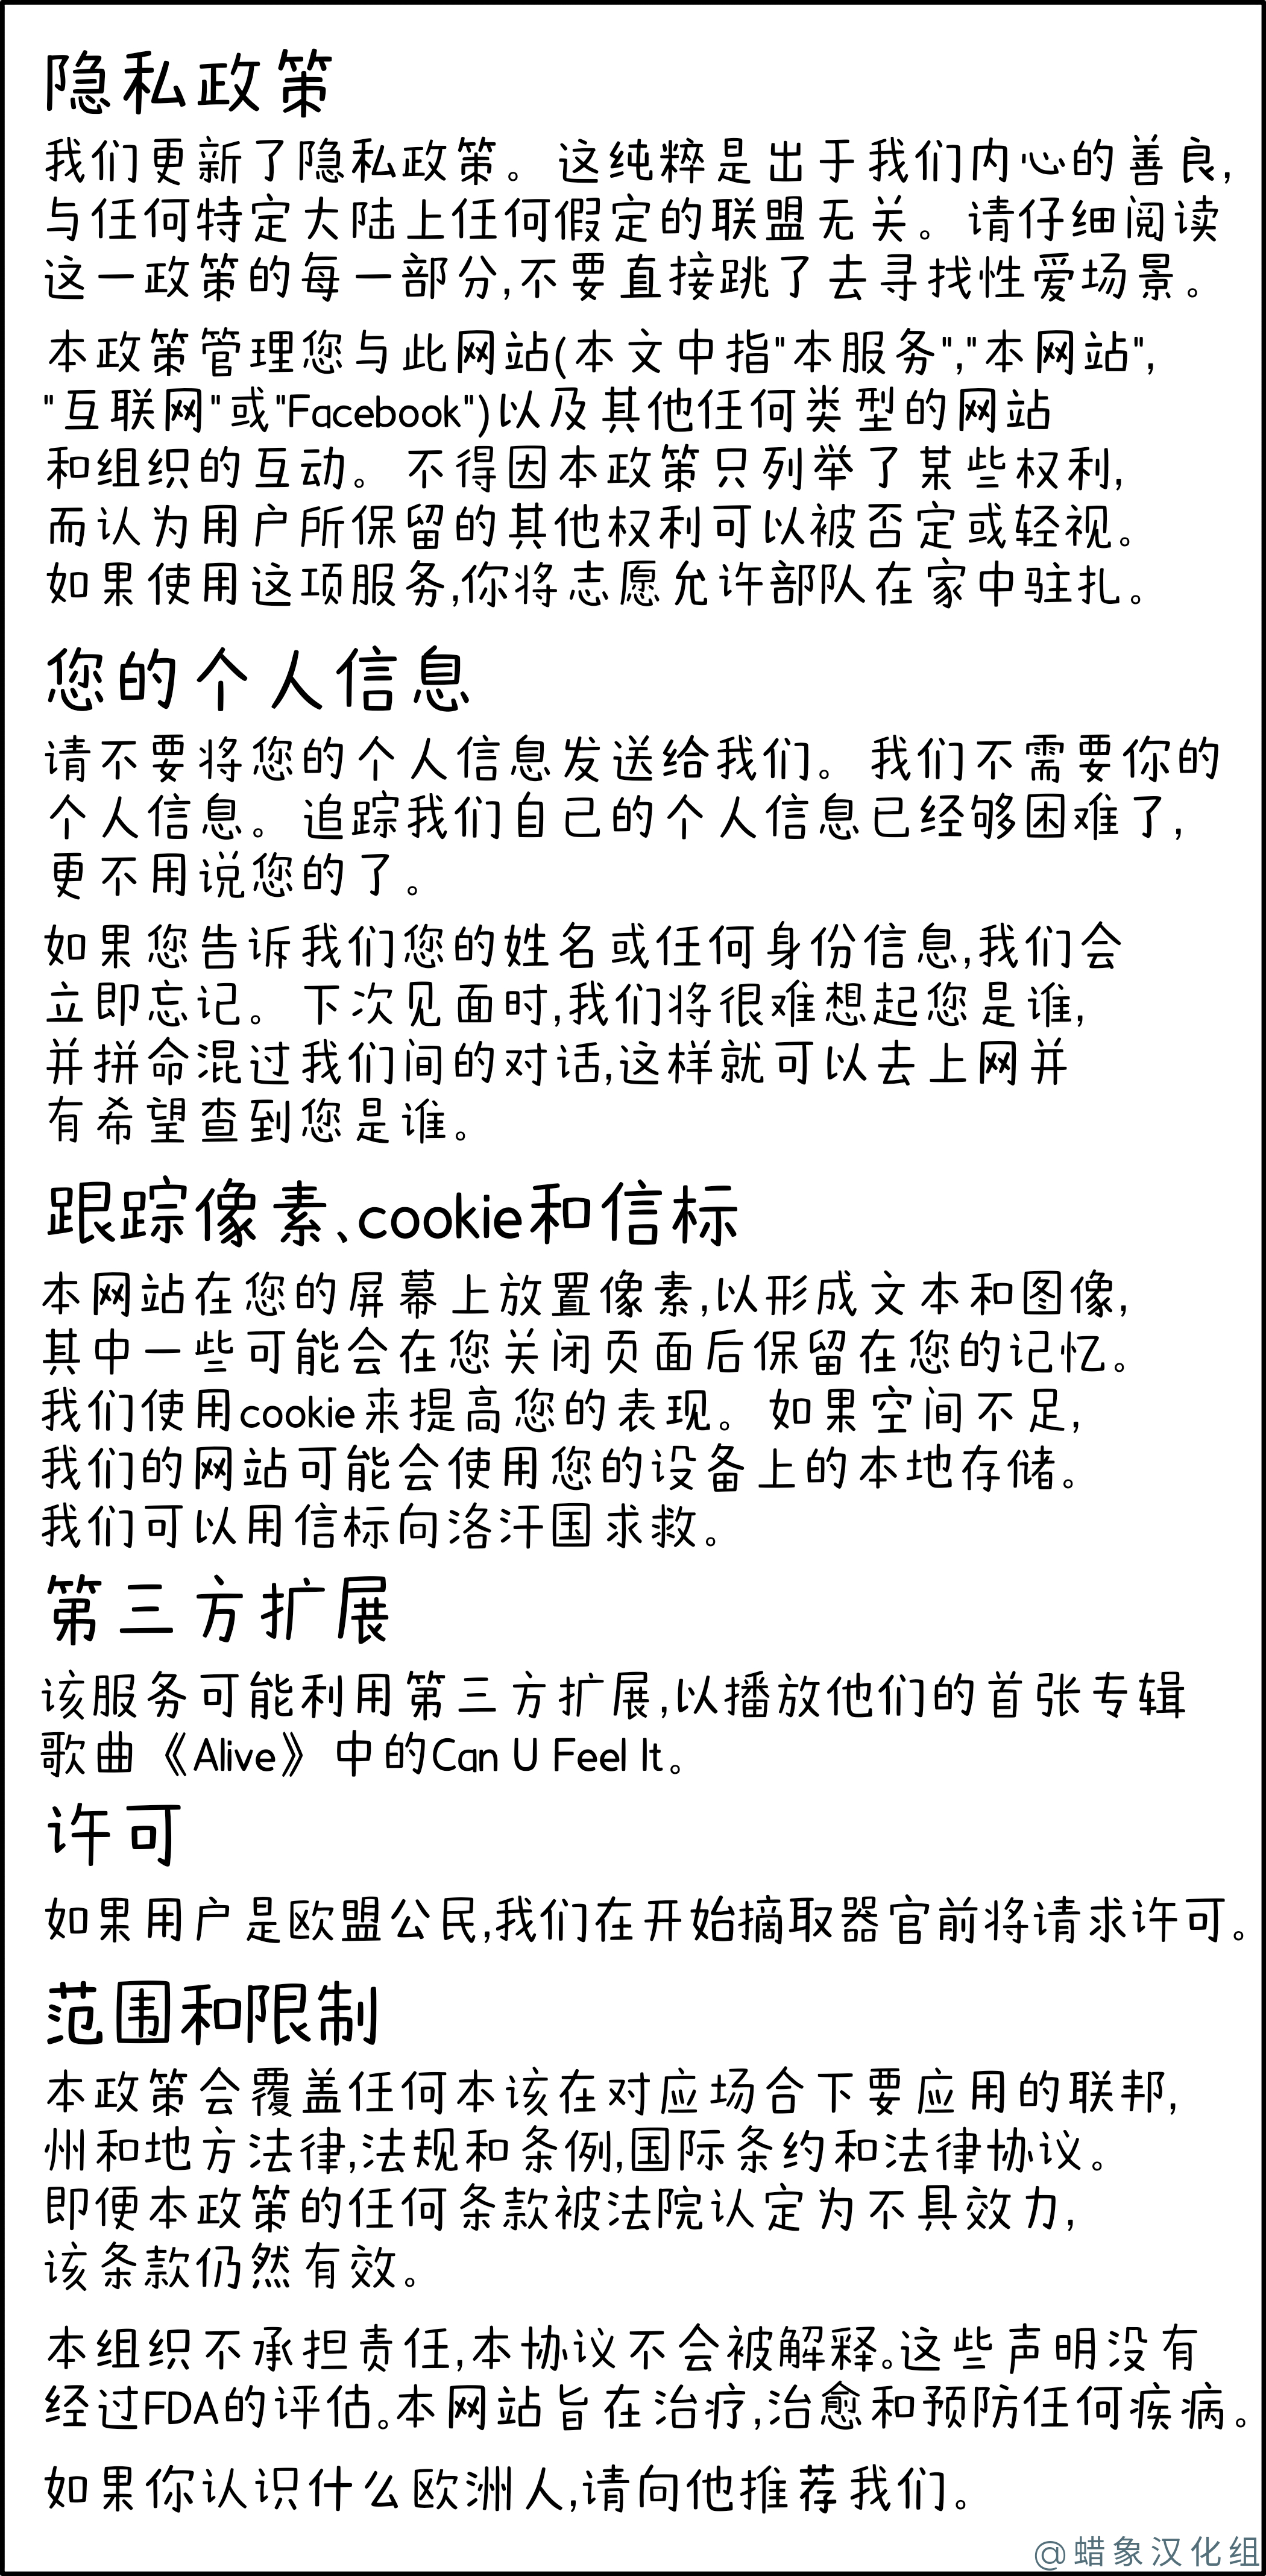 隐私政策
我们更新了隐私政策。这纯粹是出于我们内心的善良,
与任何特定大陆上任何假定的联盟无关。请仔细阅读
这一政策的每一部分,不要直接跳了去寻找性爱场景。
本政策管理您与此网站(本文中指"本服务","本网站",
"互联网"或"Facebook")以及其他任何类型的网站
和组织的互动。不得因本政策只列举了某些权利,
而认为用户所保留的其他权利可以被否定或轻视。
如果使用这项服务,你将志愿允许部队在家中驻扎。
您的个人信息
请不要将您的个人信息发送给我们。我们不需要你的
个人信息。追踪我们自己的个人信息已经够困难了,
更不用说您的了。
如果您告诉我们您的姓名或任何身份信息,我们会
立即忘记。下次见面时,我们将很难想起您是谁,
并拼命混过我们间的对话,这样就可以去上网并
有希望查到您是谁。
跟踪像素、cookie和信标
本网站在您的屏幕上放置像素,以形成文本和图像,
其中一些可能会在您关闭页面后保留在您的记忆。
我们使用cookie来提高您的表现。如果空间不足,
我们的网站可能会使用您的设备上的本地存储。
我们可以用信标向洛汗国求救。
第三方扩展
该服务可能利用第三方扩展,以播放他们的首张专辑
歌曲《Alive》中的Can U Feel It。
许可
如果用户是欧盟公民,我们在开始摘取器官前将请求许可。
范围和限制
本政策会覆盖任何本该在对应场合下要应用的联邦,
州和地方法律,法规和条例,国际条约和法律协议。
即便本政策的任何条款被法院认定为不具效力,
该条款仍然有效。
本组织不承担责任,本协议不会被解释。这些声明没有
经过FDA的评估。本网站旨在治疗,治愈和预防任何疾病。
如果你认识什么欧洲人,请向他推荐我们。
@蜡象汉化组